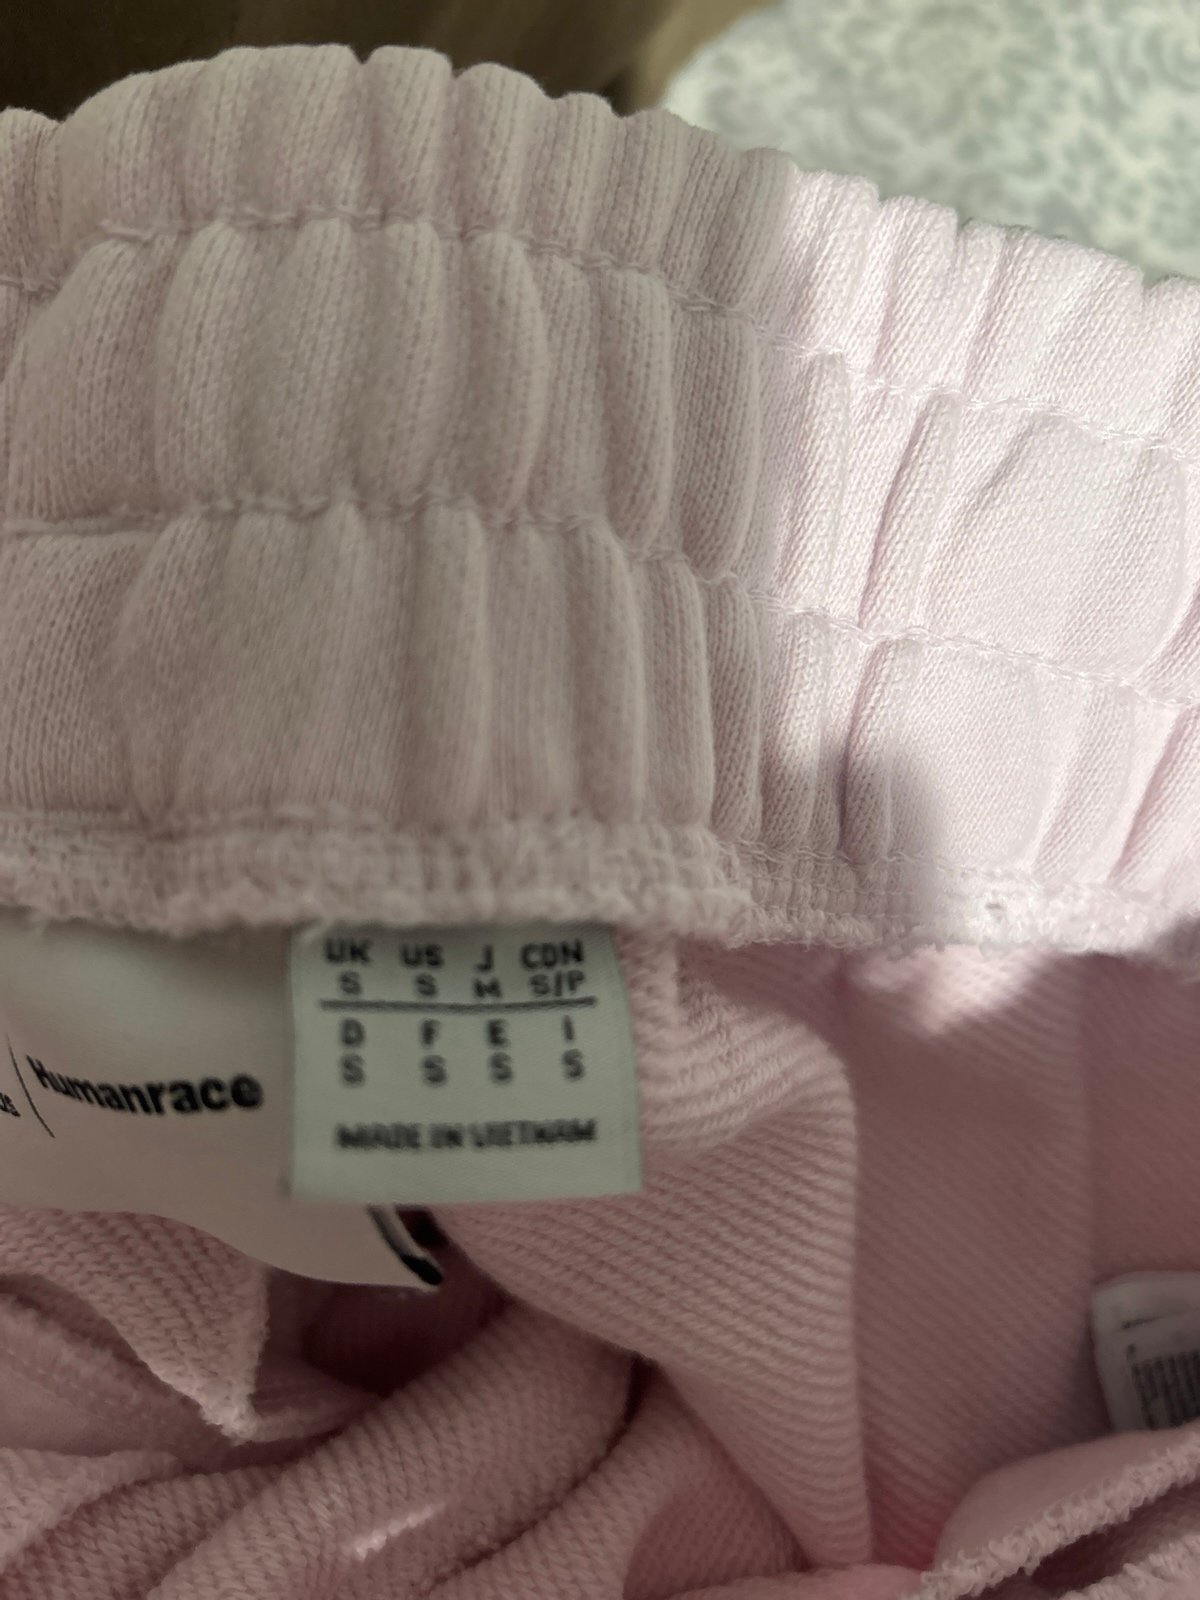 UK US J CDN
S S M S/P
D F E I
S S S S
MADE IN VIETNAM
Humanrace